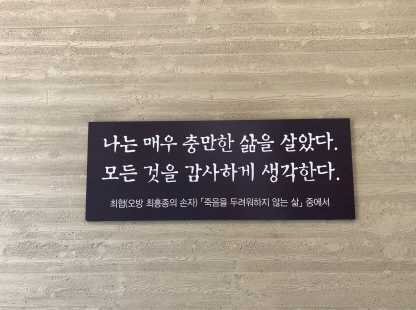 나는 매우 충만한 삶을 살았다.
모든 것을 감사하게 생각한다.
최협(오방 최흥종의 손자) 「죽음을 두려워하지 않는 삶」 중에서